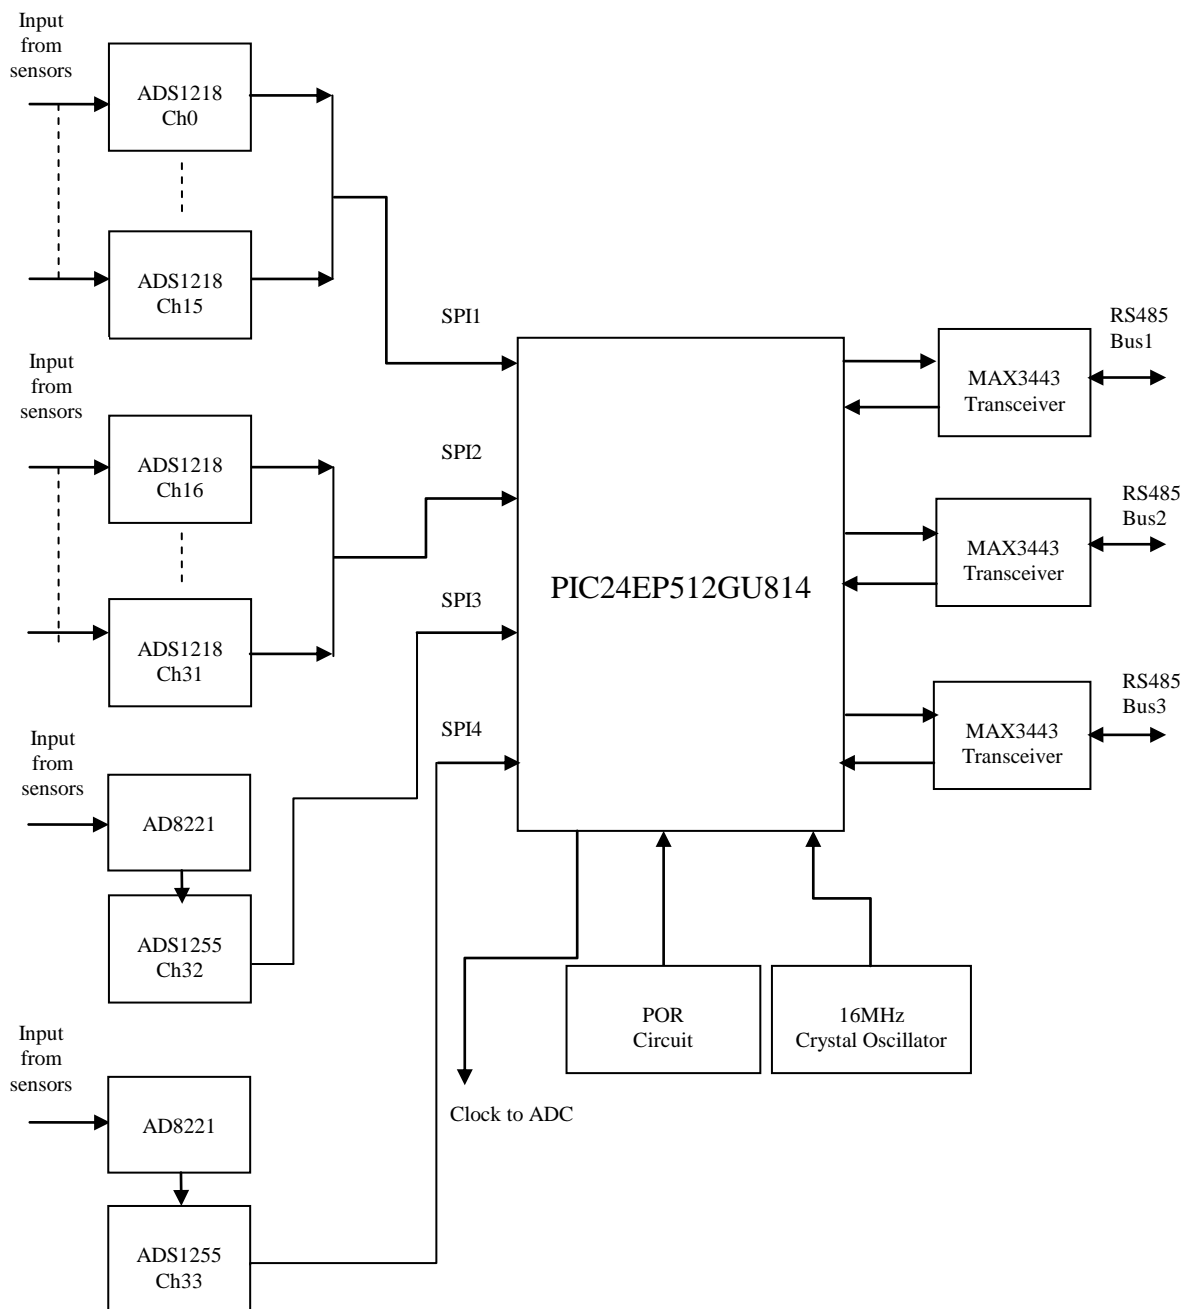 Input
from
sensors
ADS1218
Ch0
ADS1218
Ch15
SPI1
Input
from
sensors
ADS1218
Ch16
SPI2
ADS1218
Ch31
SPI3
Input
from
sensors
SPI4
AD8221
ADS1255
Ch32
Input
from
sensors
AD8221
ADS1255
Ch33
PIC24EP512GU814
MAX3443
Transceiver
RS485
Bus1
MAX3443
Transceiver
RS485
Bus2
MAX3443
Transceiver
RS485
Bus3
POR
Circuit
16MHz
Crystal Oscillator
Clock to ADC